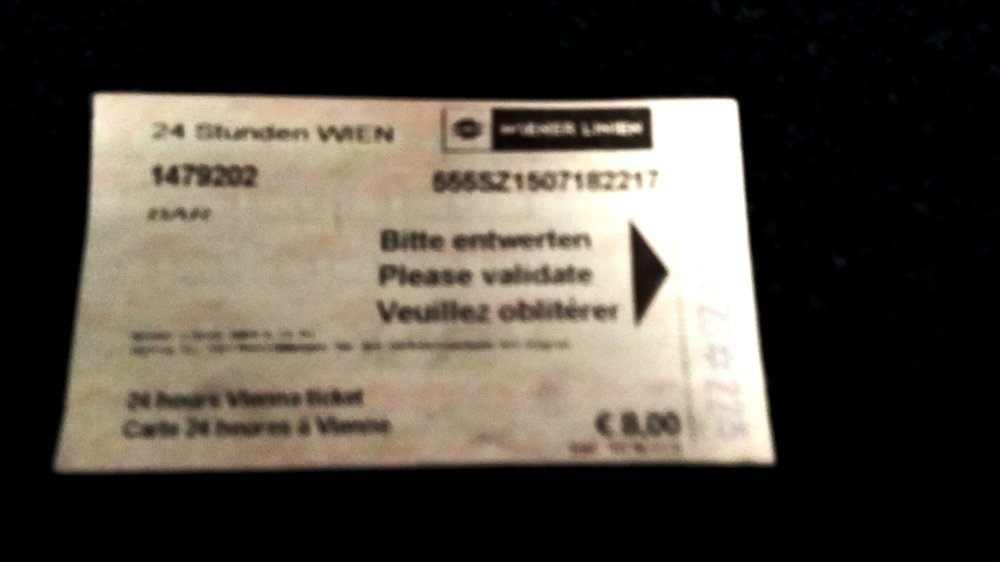 24 Stunden WIEN
WIENER LINIEN
1479202
555SZ1507182217
BAR
Bitte entwerten
Please validate
Veuillez oblitérer
24 hours Vienna ticket
Carte 24 heures à Vienne
€ 8,00